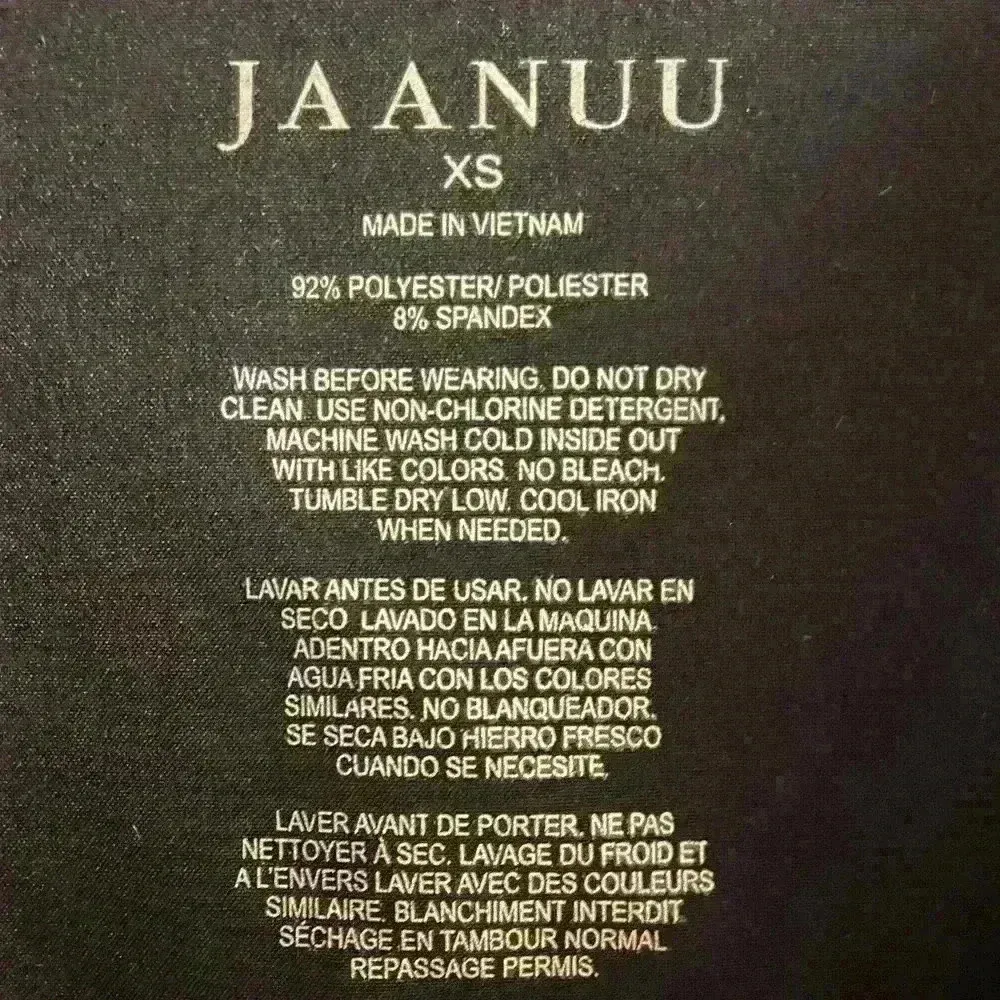 JAANUU
XS
MADE IN VIETNAM
92% POLYESTER/ POLIESTER
8% SPANDEX
WASH BEFORE WEARING. DO NOT DRY
CLEAN. USE NON-CHLORINE DETERGENT.
MACHINE WASH COLD INSIDE OUT
WITH LIKE COLORS. NO BLEACH.
TUMBLE DRY LOW. COOL IRON
WHEN NEEDED.
LAVAR ANTES DE USAR. NO LAVAR EN
SECO. LAVADO EN LA MAQUINA
ADENTRO HACIA AFUERA CON
AGUA FRIA CON LOS COLORES
SIMILARES. NO BLANQUEADOR.
SE SECA BAJO HIERRO FRESCO
CUANDO SE NECESITE.
LAVER AVANT DE PORTER. NE PAS
NETTOYER À SEC. LAVAGE DU FROID ET
A L'ENVERS LAVER AVEC DES COULEURS
SIMILAIRE. BLANCHIMENT INTERDIT.
SÉCHAGE EN TAMBOUR NORMAL
REPASSAGE PERMIS.